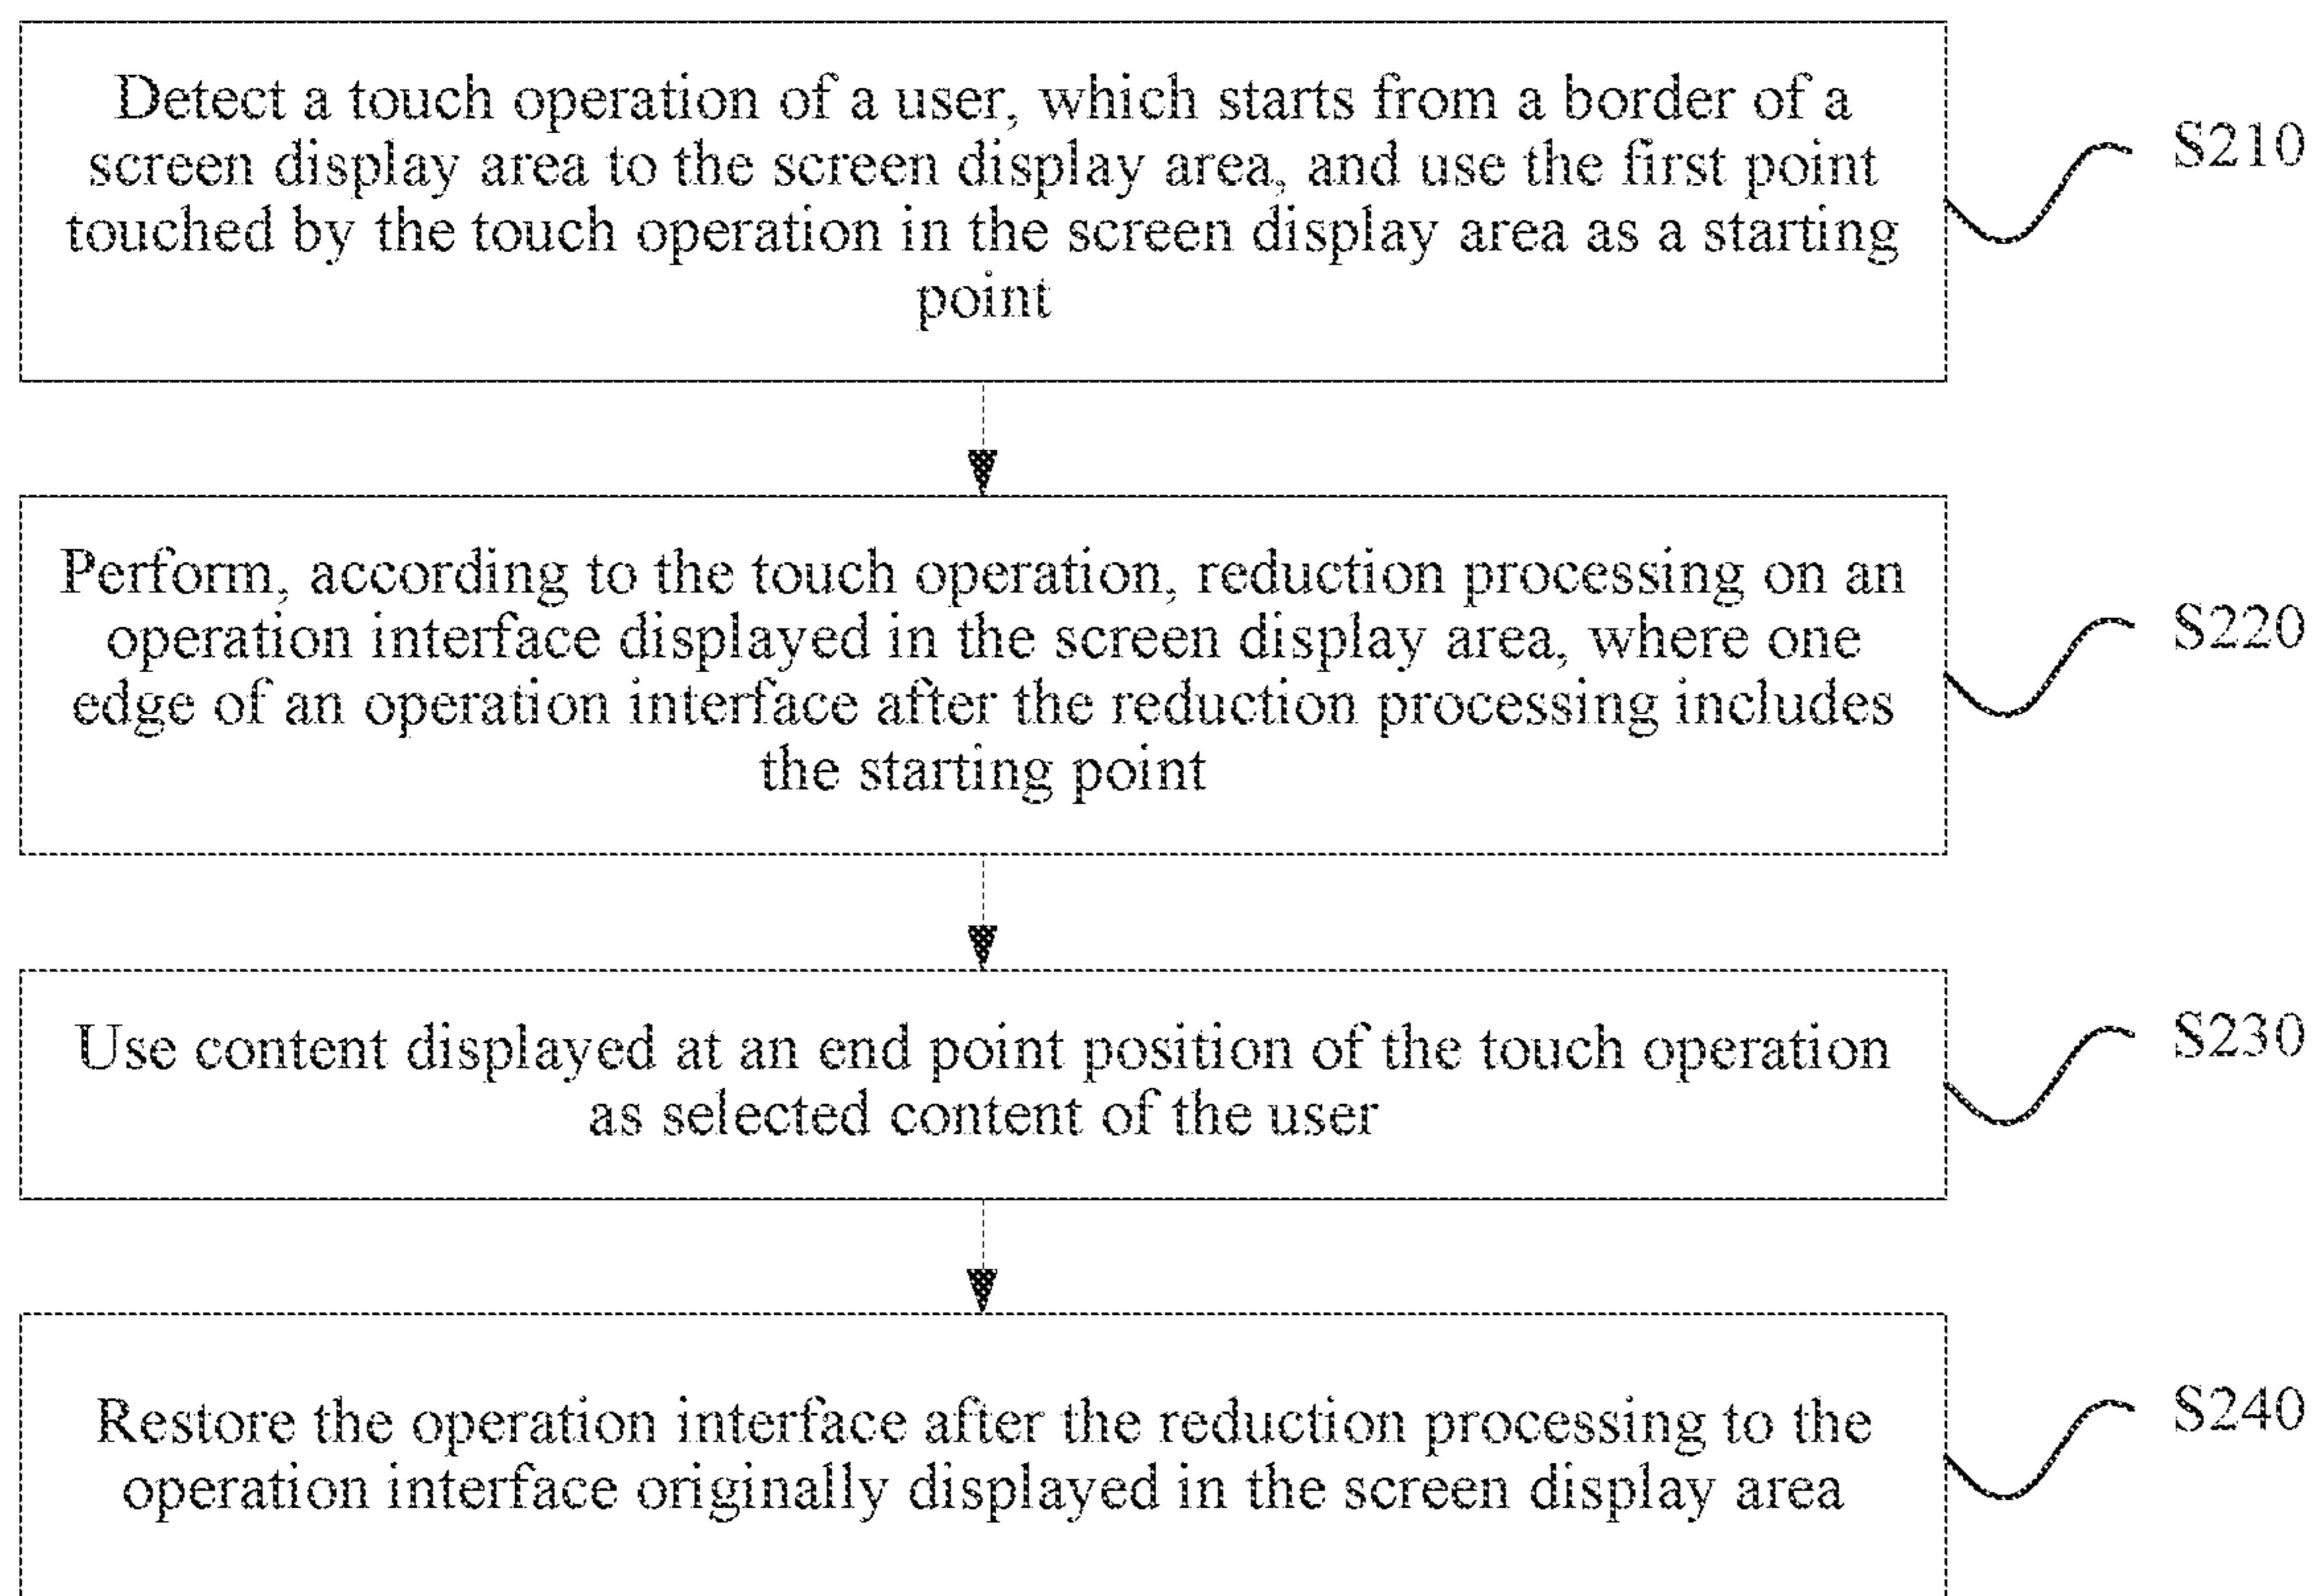 Detect a touch operation of a user, which starts from a border of a
screen display area to the screen display area, and use the first point
touched by the touch operation in the screen display area as a starting
point
S210
Perform, according to the touch operation, reduction processing on an
operation interface displayed in the screen display area, where one
edge of an operation interface after the reduction processing includes
the starting point
S220
Use content displayed at an end point position of the touch operation
as selected content of the user
S230
Restore the operation interface after the reduction processing to the
operation interface originally displayed in the screen display area
S240